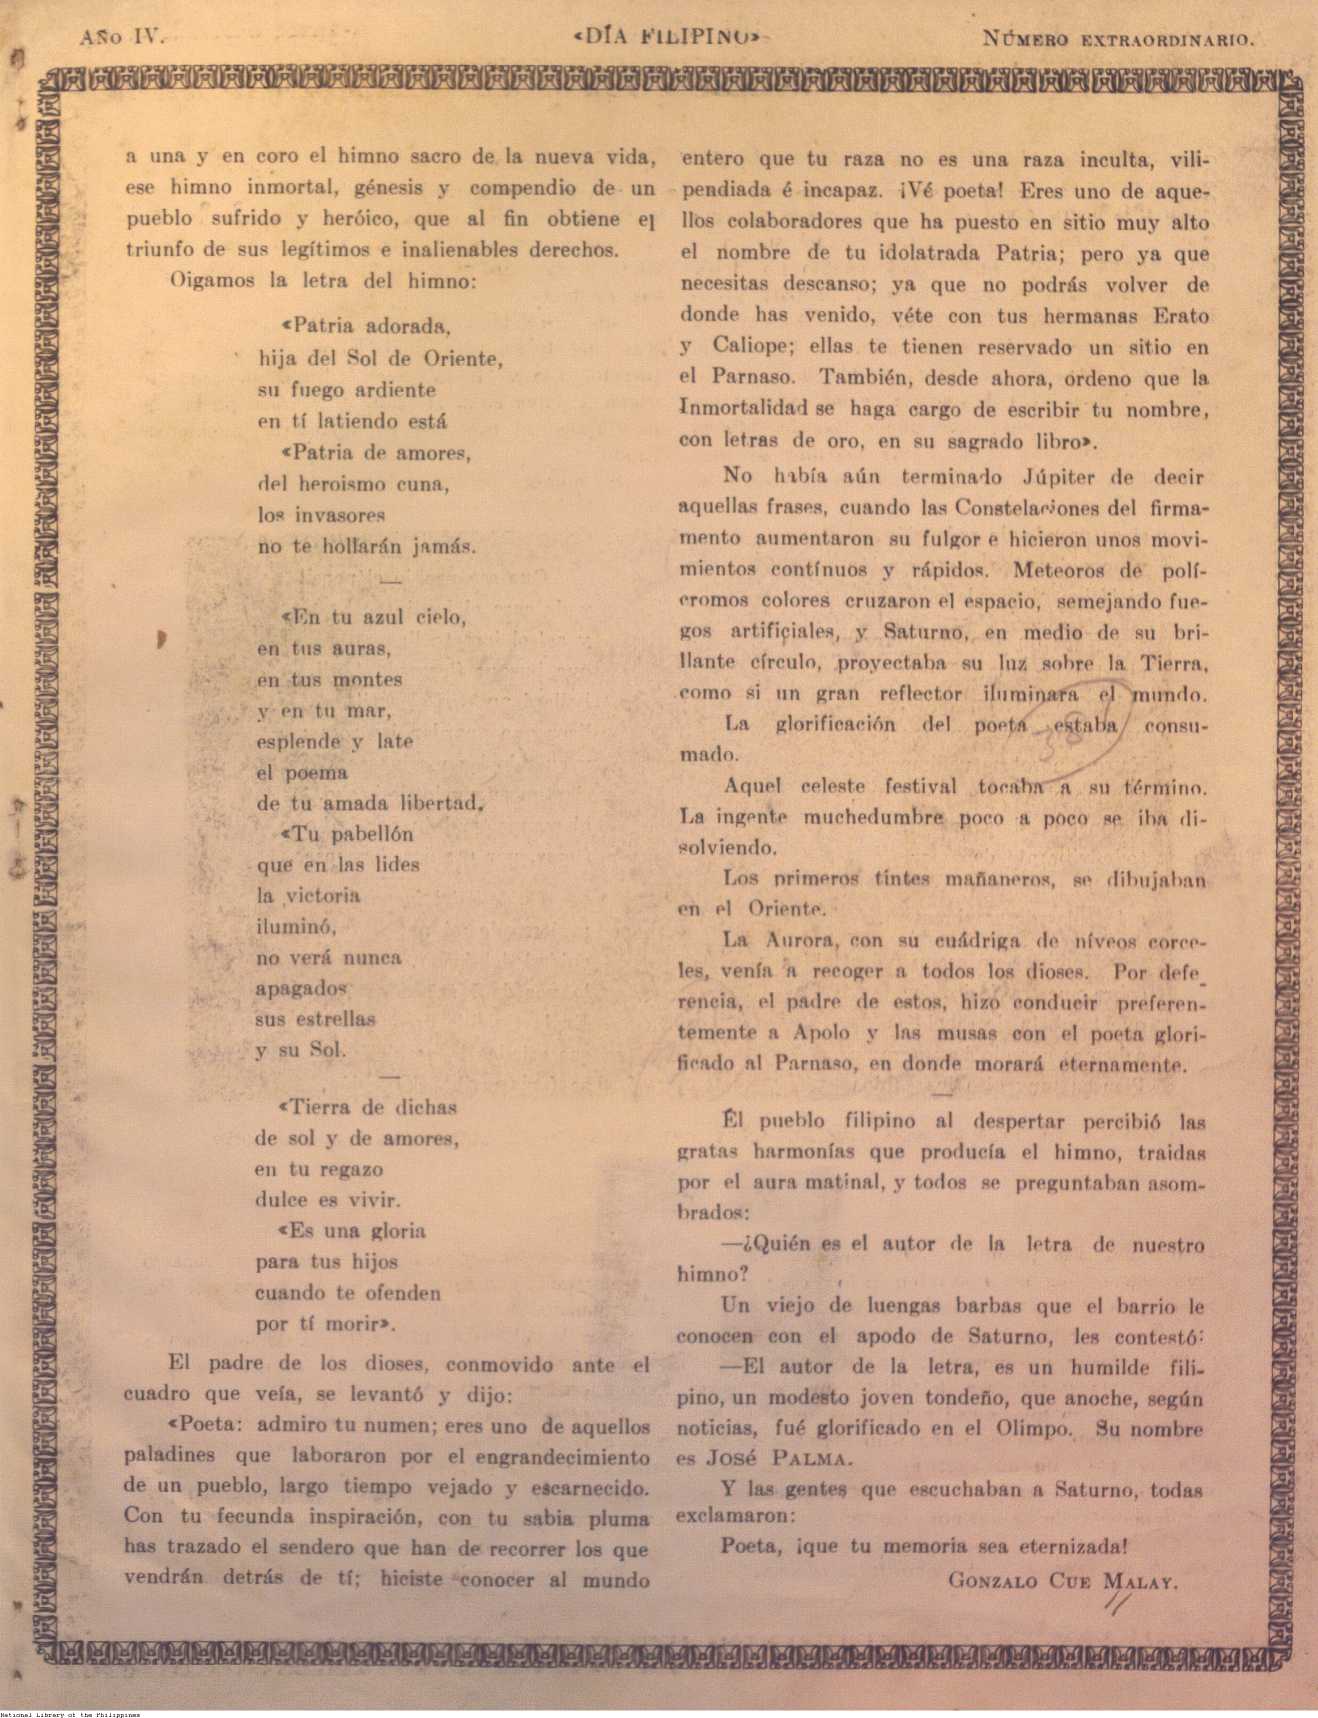 Año IV.
«DÍA FILIPINO»
Número extraordinario.
a una y en coro el himno sacro de la nueva vida,
ese himno inmortal, génesis y compendio de un
pueblo sufrido y heróico, que al fin obtiene el
triunfo de sus legítimos e inalienables derechos.
Oigamos la letra del himno:
«Patria adorada,
hija del Sol de Oriente,
su fuego ardiente
en tí latiendo está
«Patria de amores,
del heroismo cuna,
los invasores
no te hollarán jamás.
—
«En tu azul cielo,
en tus auras,
en tus montes
y en tu mar,
esplende y late
el poema
de tu amada libertad.
«Tu pabellón
que en las lides
la victoria
iluminó,
no verá nunca
apagados
sus estrellas
y su Sol.
—
«Tierra de dichas
de sol y de amores,
en tu regazo
dulce es vivir.
«Es una gloria
para tus hijos
cuando te ofenden
por tí morir».
El padre de los dioses, conmovido ante el
cuadro que veía, se levantó y dijo:
«Poeta: admiro tu numen; eres uno de aquellos
paladines que laboraron por el engrandecimiento
de un pueblo, largo tiempo vejado y escarnecido.
Con tu fecunda inspiración, con tu sabia pluma
has trazado el sendero que han de recorrer los que
vendrán detrás de tí; hiciste conocer al mundo
entero que tu raza no es una raza inculta, vili-
pendiada é incapaz. ¡Vé poeta! Eres uno de aque-
llos colaboradores que ha puesto en sitio muy alto
el nombre de tu idolatrada Patria; pero ya que
necesitas descanso; ya que no podrás volver de
donde has venido, véte con tus hermanas Erato
y Caliope; ellas te tienen reservado un sitio en
el Parnaso. También, desde ahora, ordeno que la
Inmortalidad se haga cargo de escribir tu nombre,
con letras de oro, en su sagrado libro».
No había aún terminado Júpiter de decir
aquellas frases, cuando las Constelaciones del firma-
mento aumentaron su fulgor e hicieron unos movi-
mientos contínuos y rápidos. Meteoros de polí-
cromos colores cruzaron el espacio, semejando fue-
gos artificiales, y Saturno, en medio de su bri-
llante círculo, proyectaba su luz sobre la Tierra,
como si un gran reflector iluminara el mundo.
La glorificación del poeta estaba consu-
mado.
38
Aquel celeste festival tocaba a su término.
La ingente muchedumbre poco a poco se iba di-
solviendo.
Los primeros tintes mañaneros, se dibujaban
en el Oriente.
La Aurora, con su cuádriga de níveos corce-
les, venía a recoger a todos los dioses. Por defe-
rencia, el padre de estos, hizo conducir preferen-
temente a Apolo y las musas con el poeta glori-
ficado al Parnaso, en donde morará eternamente.
—
El pueblo filipino al despertar percibió las
gratas harmonías que producía el himno, traidas
por el aura matinal, y todos se preguntaban asom-
brados:
—¿Quién es el autor de la letra de nuestro
himno?
Un viejo de luengas barbas que el barrio le
conocen con el apodo de Saturno, les contestó:
—El autor de la letra, es un humilde fili-
pino, un modesto joven tondeño, que anoche, según
noticias, fué glorificado en el Olimpo. Su nombre
es José Palma.
Y las gentes que escuchaban a Saturno, todas
exclamaron:
Poeta, ¡que tu memoria sea eternizada!
Gonzalo Cue Malay.
National Library of the Philippines